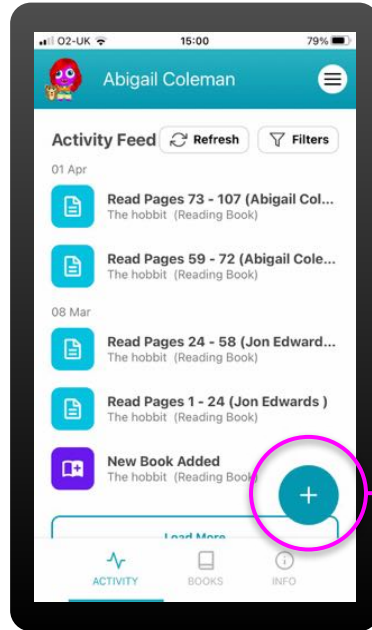 O2-UK 15:00 79%
Abigail Coleman
Activity Feed Refresh Filters
01 Apr
Read Pages 73 - 107 (Abigail Col...
The hobbit (Reading Book)
Read Pages 59 - 72 (Abigail Cole...
The hobbit (Reading Book)
08 Mar
Read Pages 24 - 58 (Jon Edward...
The hobbit (Reading Book)
Read Pages 1 - 24 (Jon Edwards )
The hobbit (Reading Book)
New Book Added
The hobbit (Reading Book
+
Load More
ACTIVITY BOOKS INFO